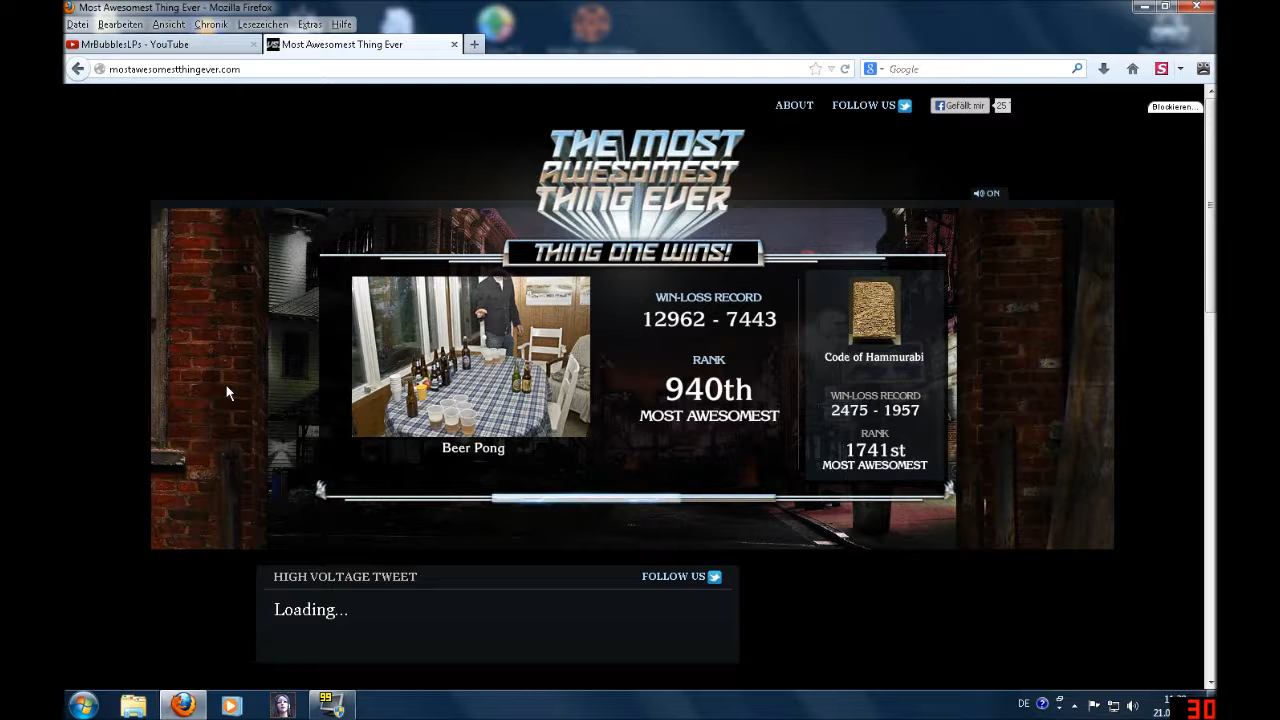 Most Awesomest Thing Ever - Mozilla Firefox
Datei Bearbeiten Ansicht Chronik Lesezeichen Extras Hilfe
MrBubblesLPs - YouTube
Most Awesomest Thing Ever
mostawesomestthingever.com
Google
ABOUT
FOLLOW US
Gefällt mir
25
Blockieren...
THE MOST
AWESOMEST
THING EVER
ON
THING ONE WINS!
WIN-LOSS RECORD
12962 - 7443
RANK
940th
MOST AWESOMEST
Beer Pong
Code of Hammurabi
WIN-LOSS RECORD
2475 - 1957
RANK
1741st
MOST AWESOMEST
HIGH VOLTAGE TWEET
FOLLOW US
Loading...
99
DE
30